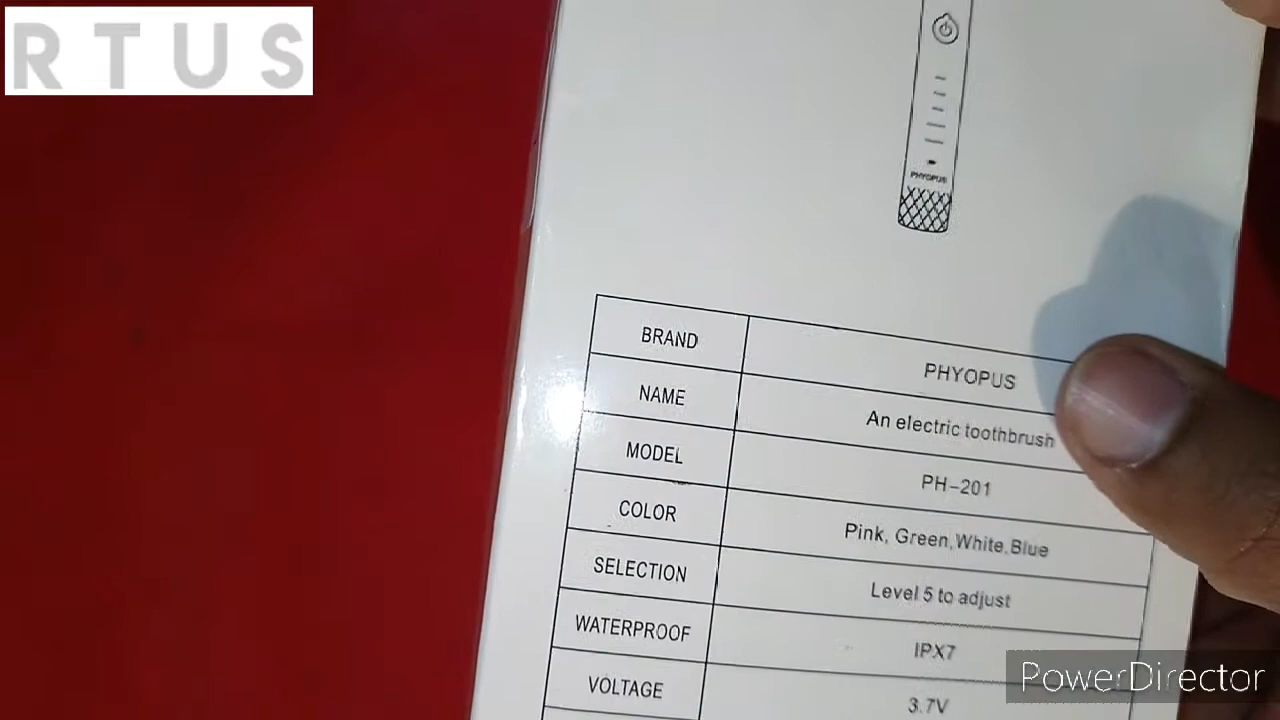 RTUS
PHYOPUS
BRAND PHYOPUS
NAME An electric toothbrush
MODEL PH-201
COLOR Pink, Green,White,Blue
SELECTION Level 5 to adjust
WATERPROOF IPX7
VOLTAGE 3.7V
PowerDirector